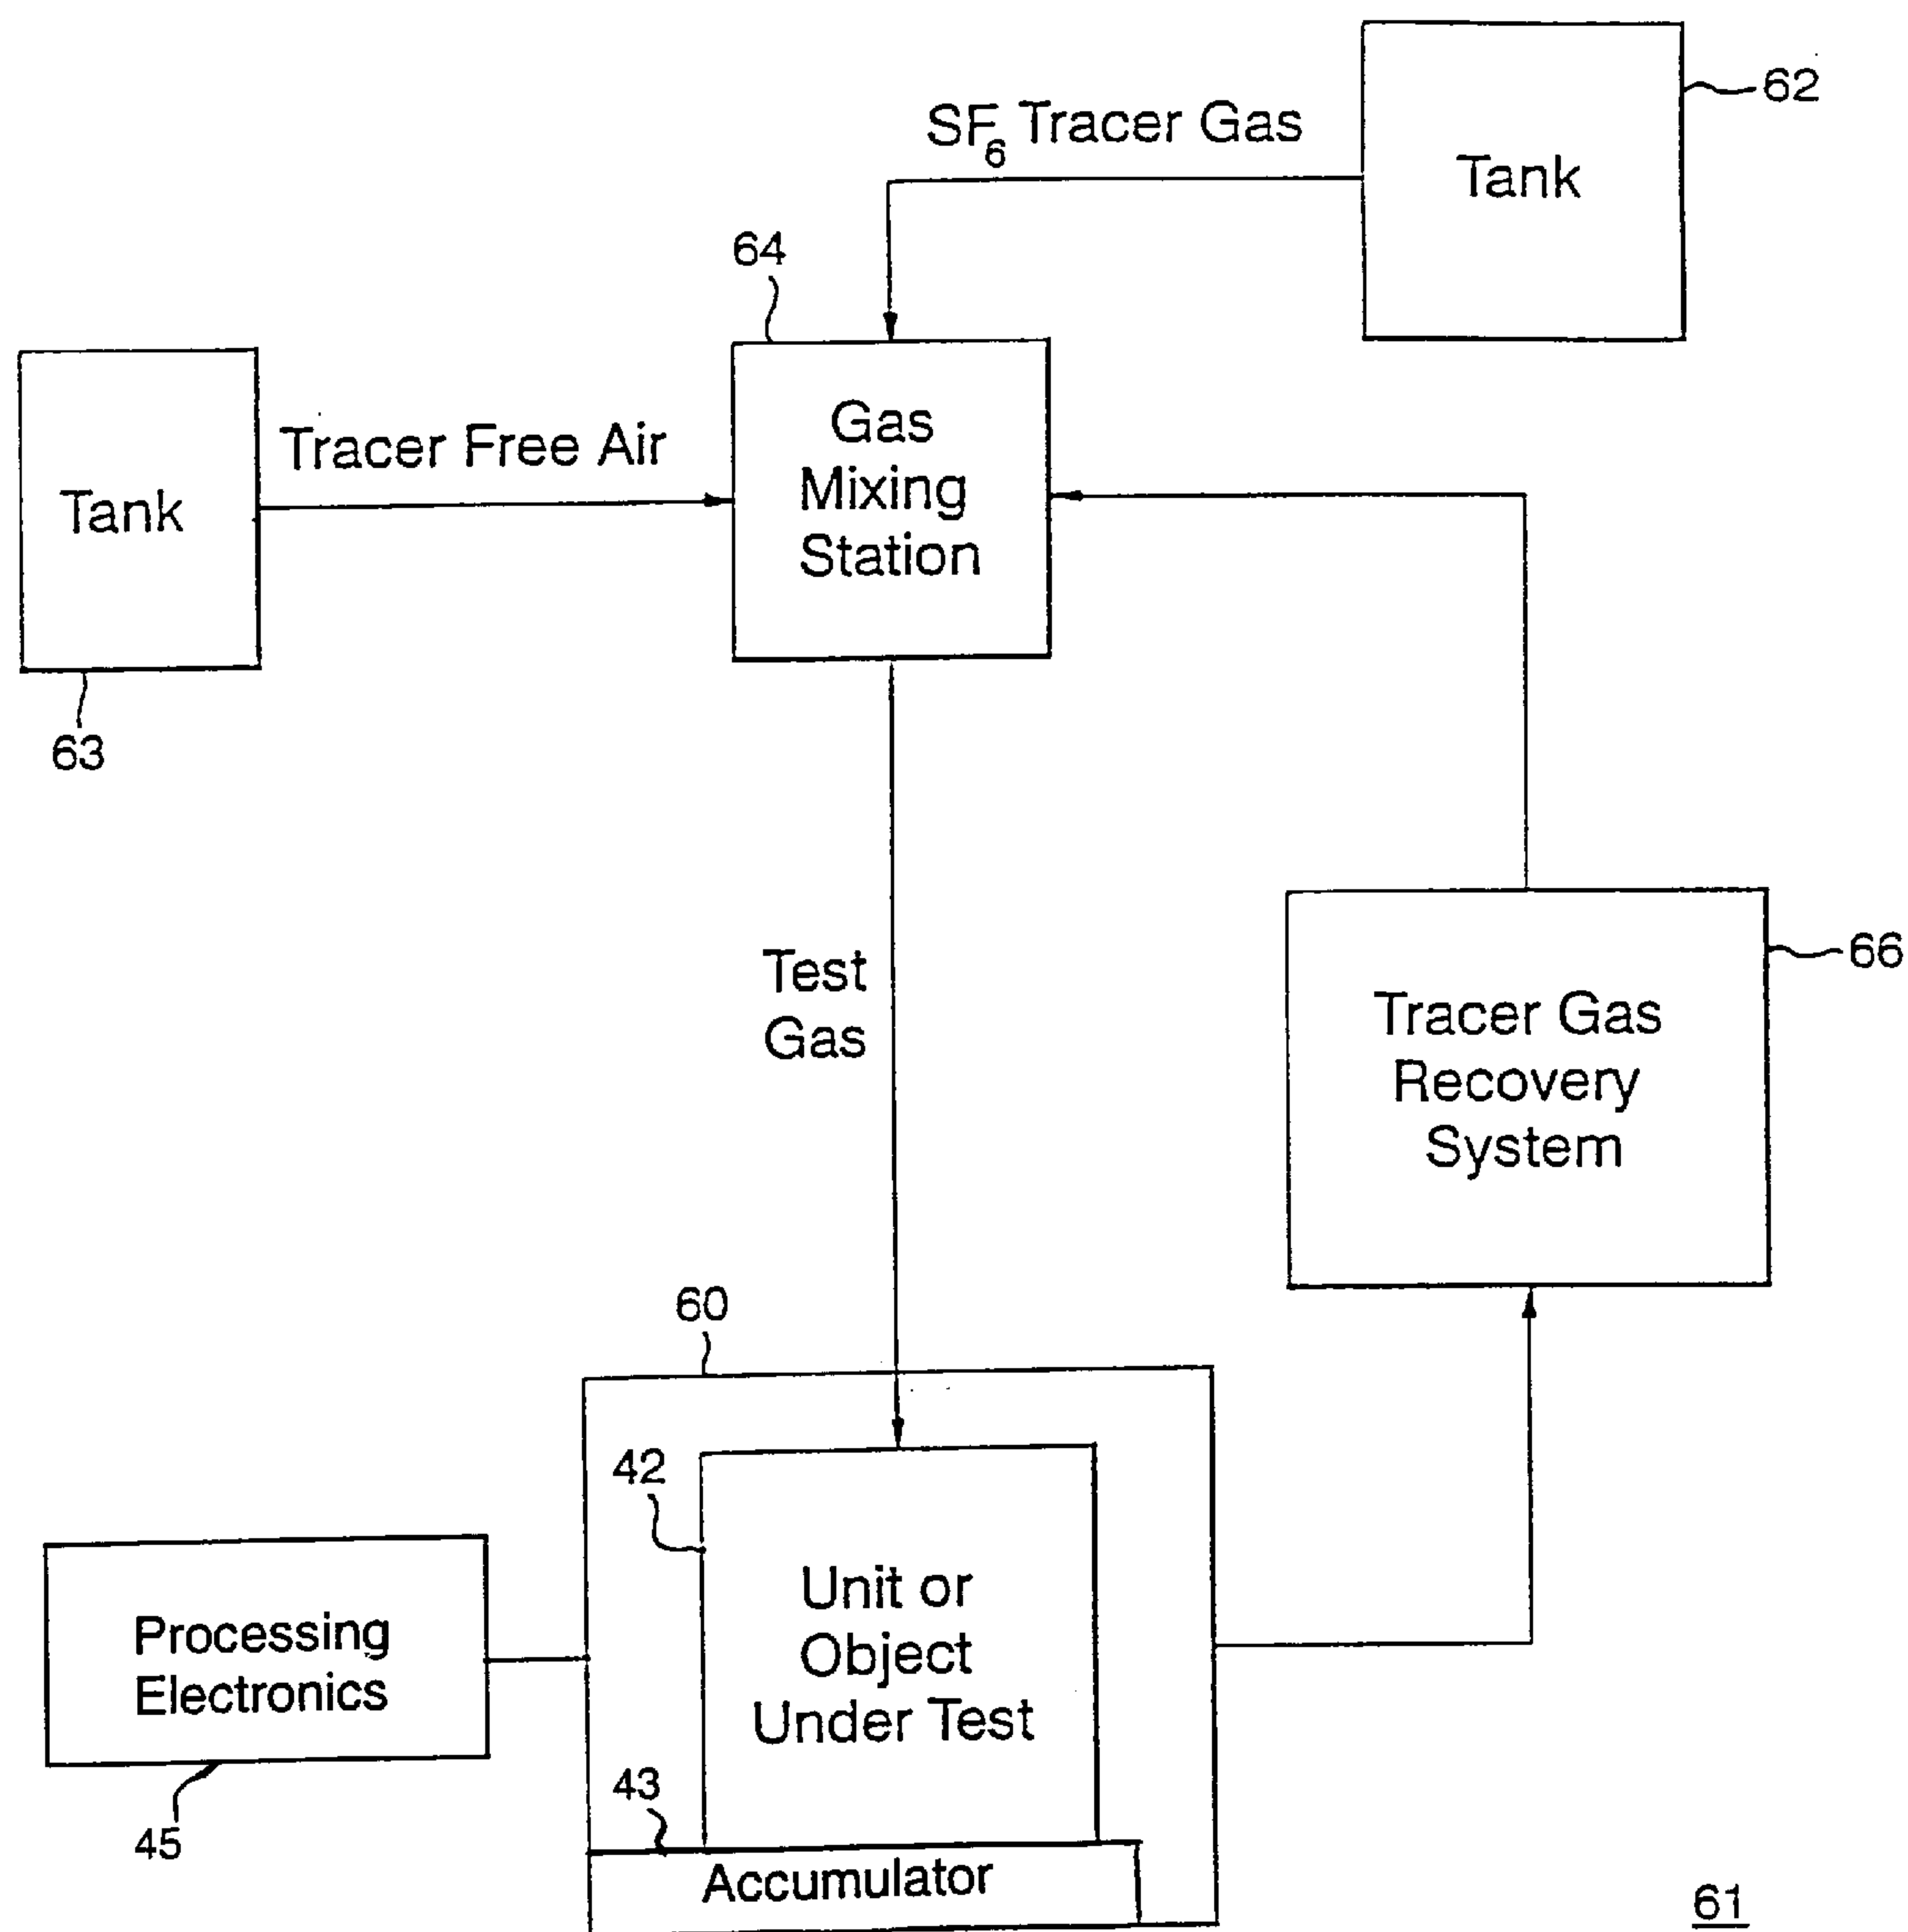 62
SF6 Tracer Gas
Tank
64
Gas
Mixing
Station
Tracer Free Air
Tank
63
Test
Gas
66
Tracer Gas
Recovery
System
60
42
Unit or
Object
Under Test
Processing
Electronics
45
43
Accumulator
61